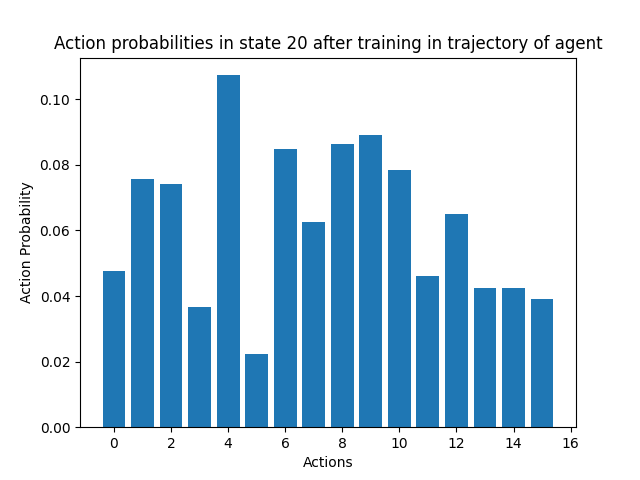 Action probabilities in state 20 after training in trajectory of agent
0.10
0.08
0.06
0.04
0.02
0.00
Action Probability
0 2 4 6 8 10 12 14 16
Actions